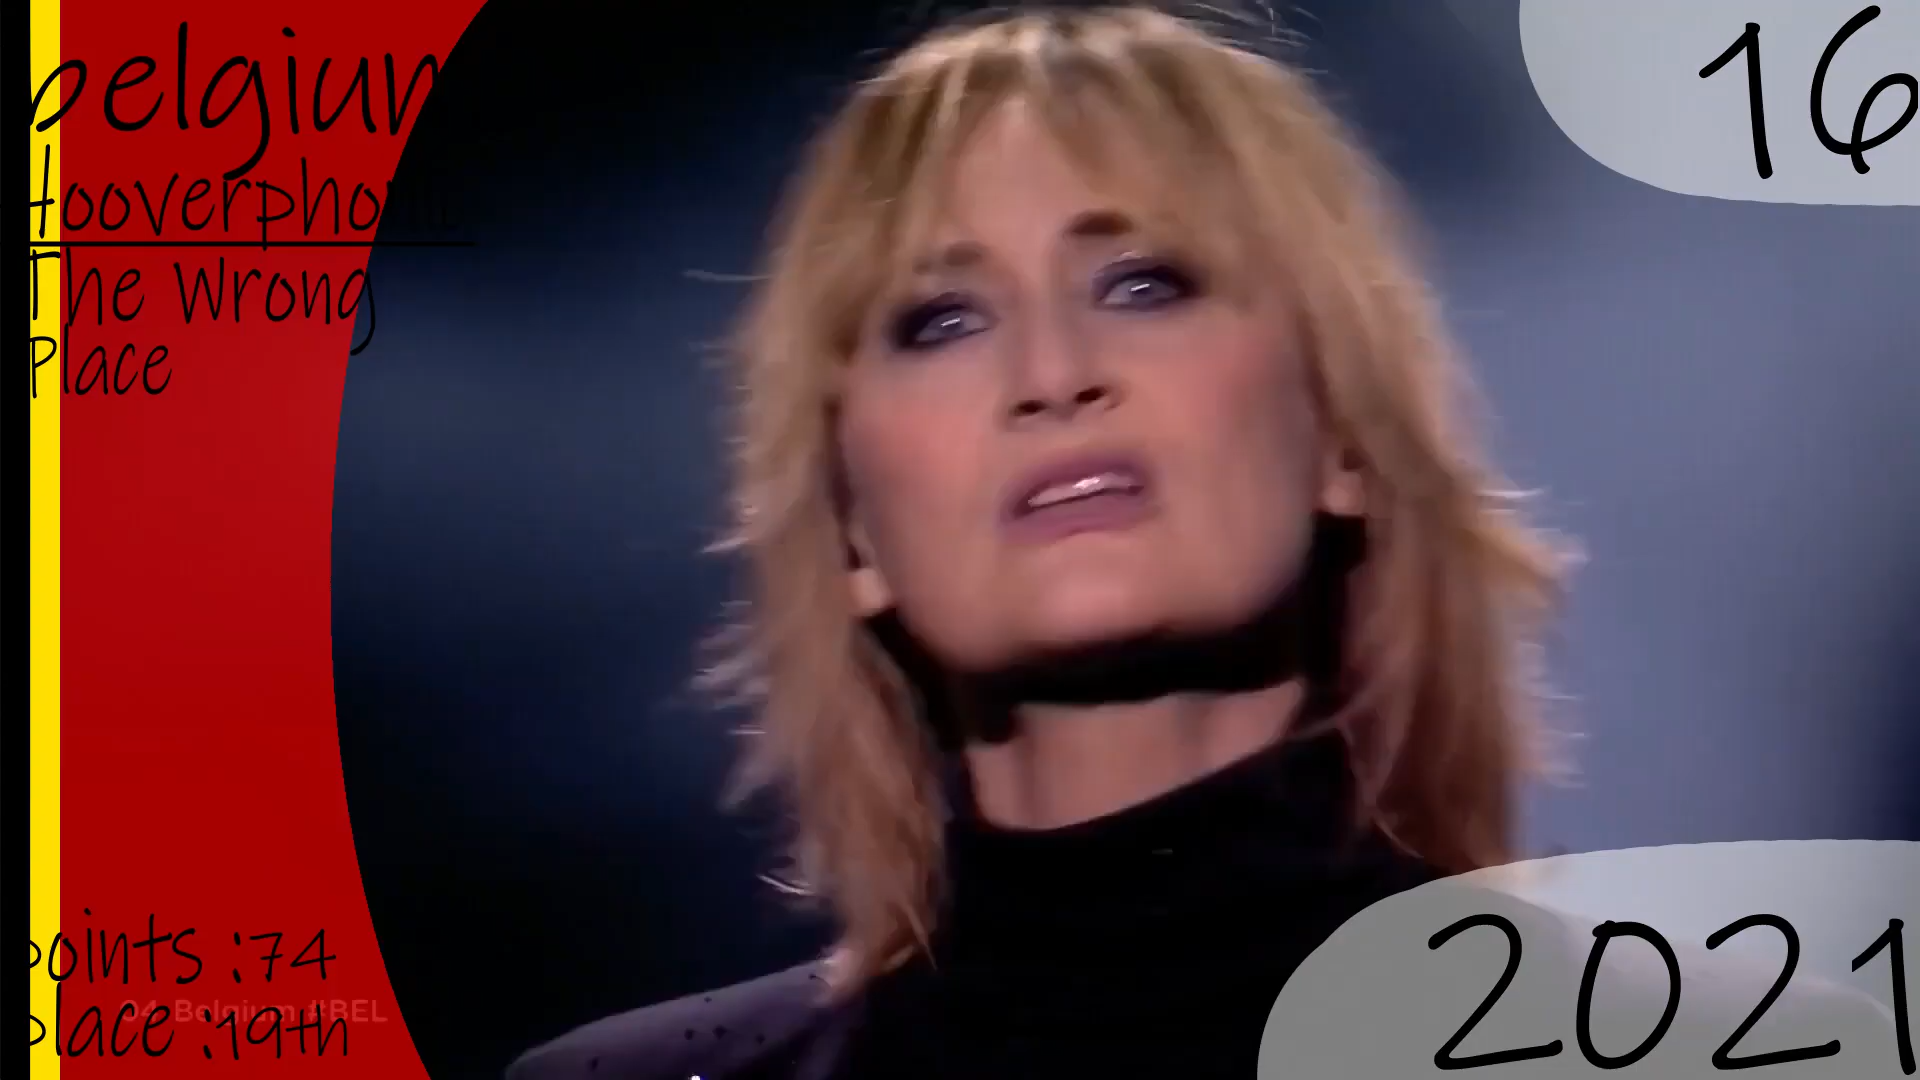 belgium
Hooverphonic
The Wrong
Place
16
points :74
place :19th
04 Belgium #BEL
2021